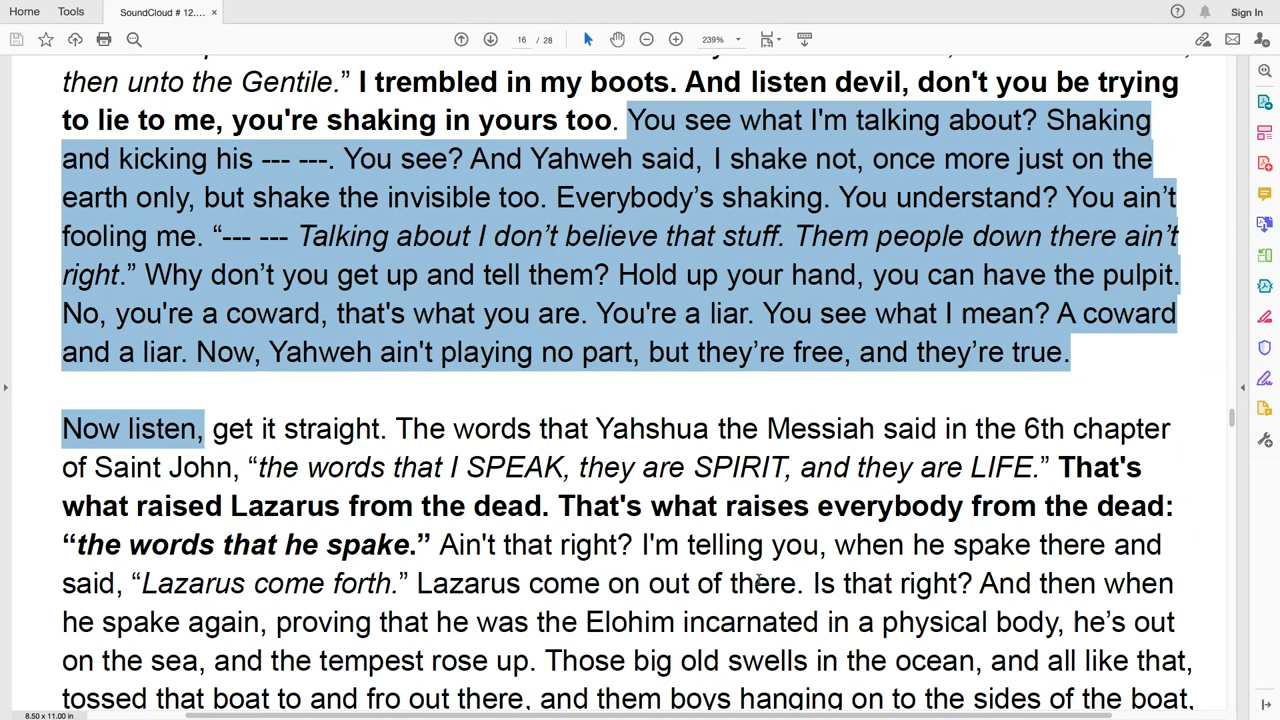 Home Tools SoundCloud # 12.... × Sign In
16 / 28 239%
then unto the Gentile.” I trembled in my boots. And listen devil, don't you be trying
to lie to me, you're shaking in yours too. You see what I'm talking about? Shaking
and kicking his --- ---. You see? And Yahweh said, I shake not, once more just on the
earth only, but shake the invisible too. Everybody’s shaking. You understand? You ain’t
fooling me. “--- --- Talking about I don’t believe that stuff. Them people down there ain’t
right.” Why don’t you get up and tell them? Hold up your hand, you can have the pulpit.
No, you're a coward, that's what you are. You're a liar. You see what I mean? A coward
and a liar. Now, Yahweh ain't playing no part, but they’re free, and they’re true.
Now listen, get it straight. The words that Yahshua the Messiah said in the 6th chapter
of Saint John, “the words that I SPEAK, they are SPIRIT, and they are LIFE.” That's
what raised Lazarus from the dead. That's what raises everybody from the dead:
“the words that he spake.” Ain't that right? I'm telling you, when he spake there and
said, “Lazarus come forth.” Lazarus come on out of there. Is that right? And then when
he spake again, proving that he was the Elohim incarnated in a physical body, he’s out
on the sea, and the tempest rose up. Those big old swells in the ocean, and all like that,
tossed that boat to and fro out there, and them boys hanging on to the sides of the boat,
8.50 x 11.00 in